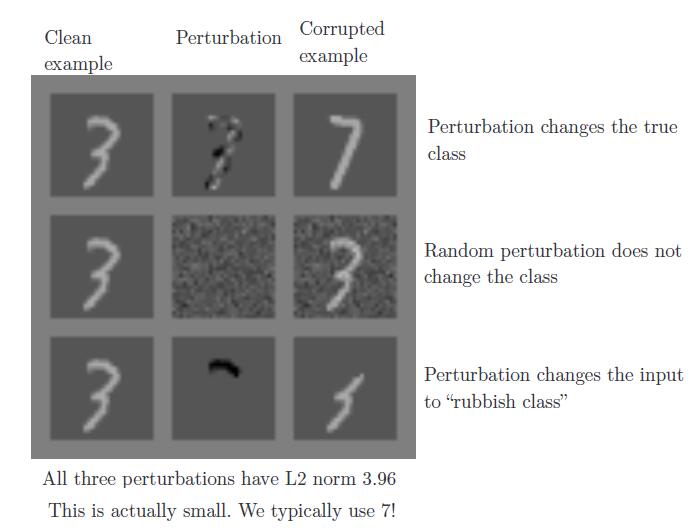 Clean
example
Perturbation
Corrupted
example
Perturbation changes the true
class
Random perturbation does not
change the class
Perturbation changes the input
to “rubbish class”
All three perturbations have L2 norm 3.96
This is actually small. We typically use 7!